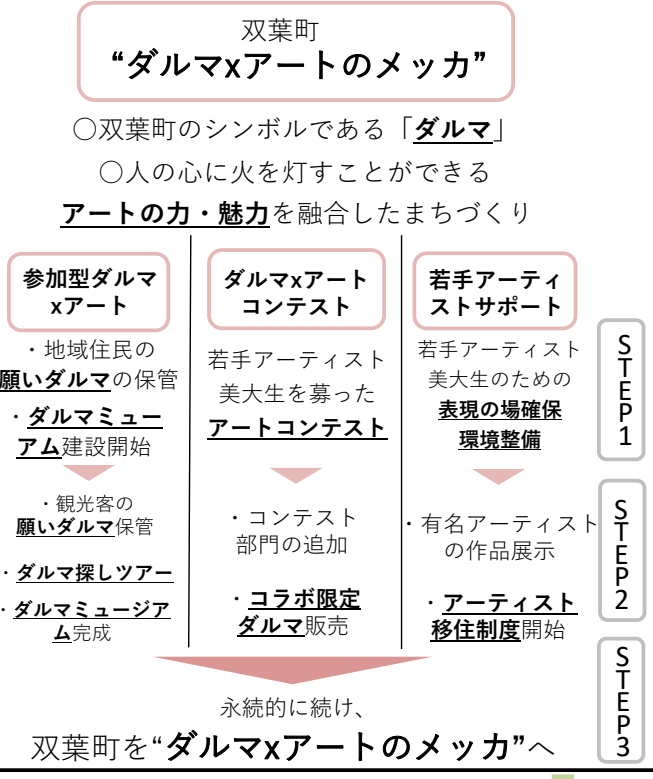 双葉町
“ダルマxアートのメッカ”
〇双葉町のシンボルである「ダルマ」
〇人の心に火を灯すことができる
アートの力・魅力を融合したまちづくり
参加型ダルマ
xアート
・地域住民の
願いダルマの保管
・ダルマミュー
アム建設開始
・観光客の
願いダルマ保管
・ダルマ探しツアー
・ダルマミュージア
ム完成
ダルマxアート
コンテスト
若手アーティスト
美大生を募った
アートコンテスト
・コンテスト
部門の追加
・コラボ限定
ダルマ販売
若手アーティ
ストサポート
若手アーティスト
美大生のための
表現の場確保
環境整備
・有名アーティスト
の作品展示
・アーティスト
移住制度開始
STEP1
STEP2
STEP3
永続的に続け、
双葉町を“ダルマxアートのメッカ”へ